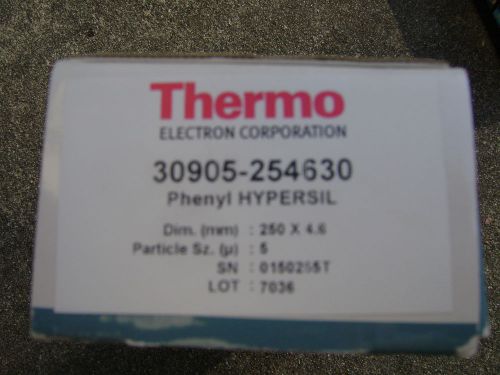 Thermo
ELECTRON CORPORATION
30905-254630
Phenyl HYPERSIL
Dim. (mm) : 250 X 4.6
Particle Sz. (µ) : 5
SN : 0150255T
LOT : 7036